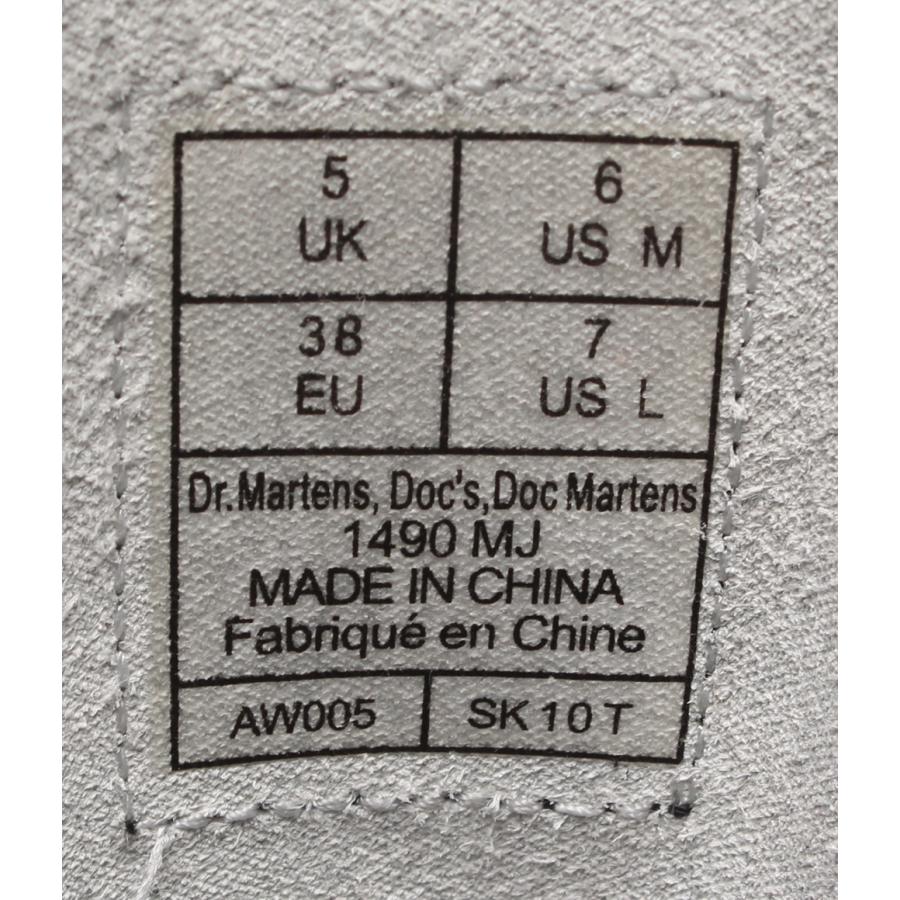 5 6
UK US M
38 7
EU US L
Dr.Martens, Doc's, Doc Martens
1490 MJ
MADE IN CHINA
Fabriqué en Chine
AW005 SK10T